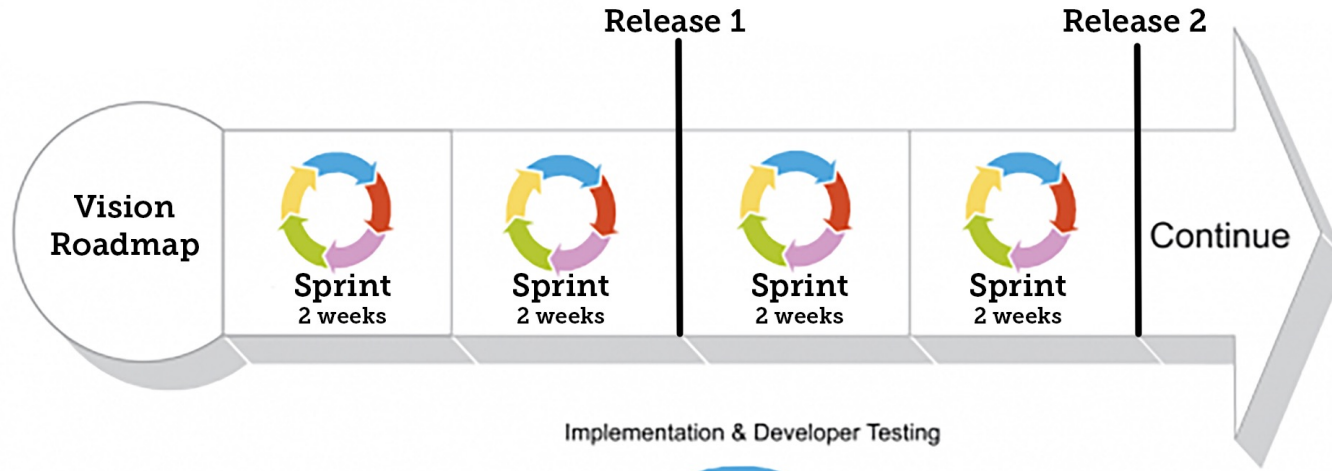 Release 1
Release 2
Vision
Roadmap
Sprint
2 weeks
Sprint
2 weeks
Sprint
2 weeks
Sprint
2 weeks
Continue
Implementation & Developer Testing